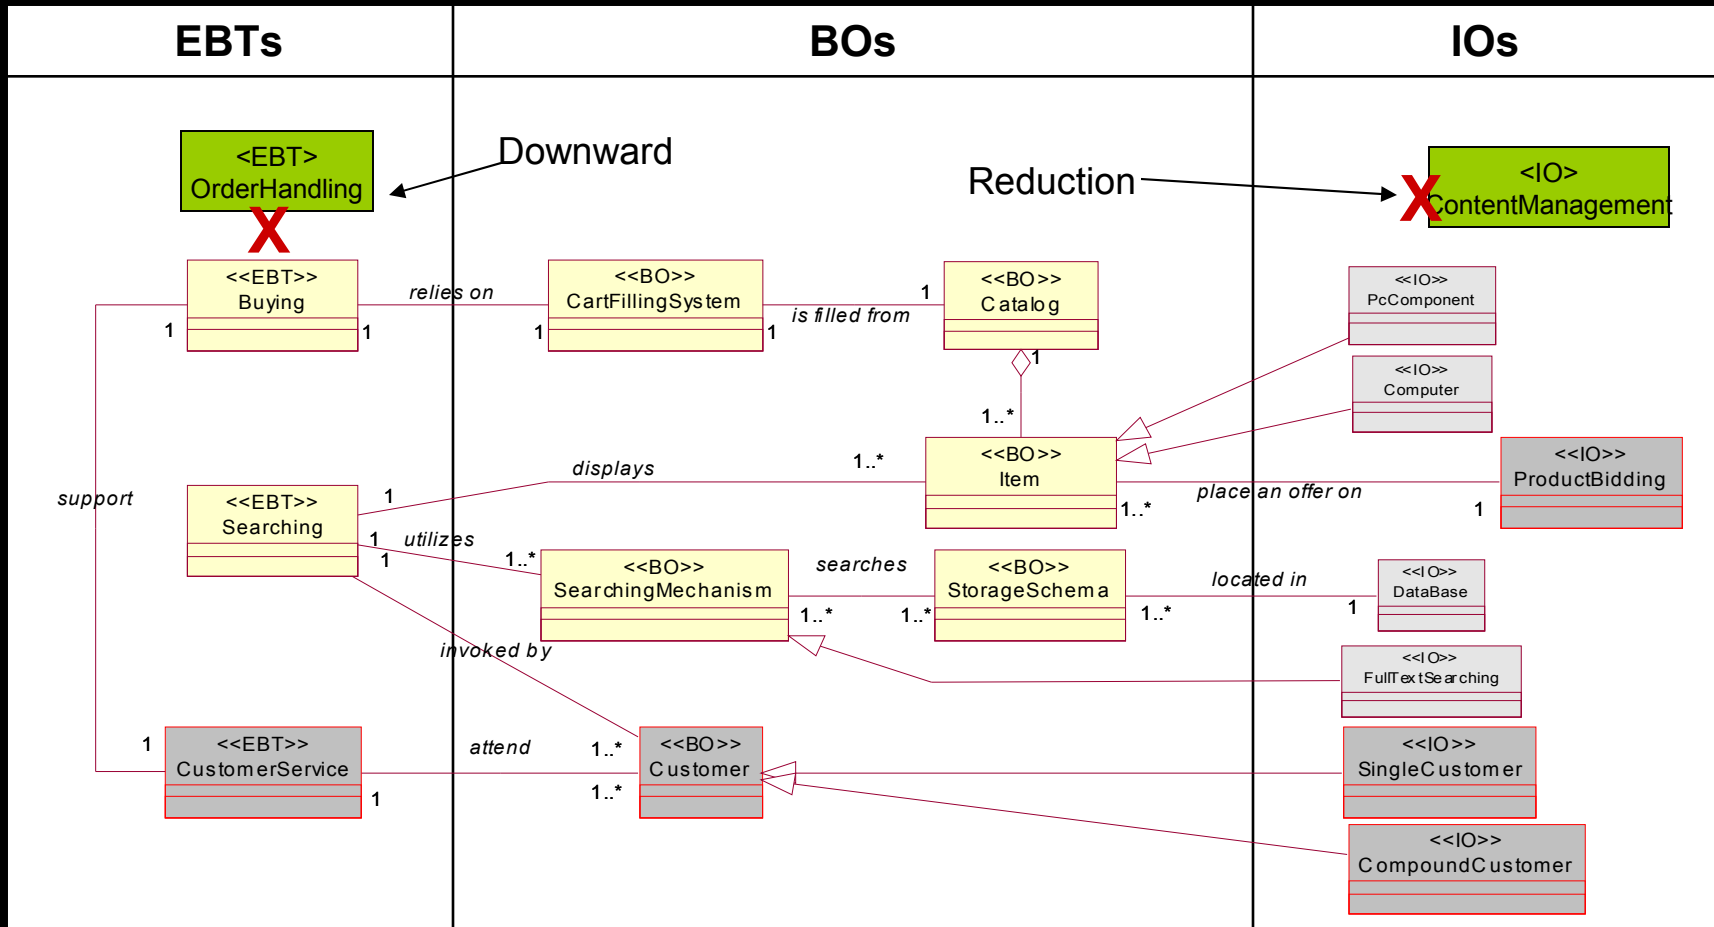 EBTs
BOs
IOs
<EBT>
OrderHandling
Downward
Reduction
<IO>
ContentManagement
X
X
<<EBT>>
Buying
1
1
relies on
<<BO>>
CartFillingSystem
1
1
is filled from
1
<<BO>>
Catalog
1
1..*
<<IO>>
PcComponent
<<IO>>
Computer
support
<<EBT>>
Searching
1
displays
1..*
<<BO>>
Item
1..*
place an offer on
1
<<IO>>
ProductBidding
1
utilizes
1
1..*
<<BO>>
SearchingMechanism
searches
1..*
1..*
<<BO>>
StorageSchema
1..*
located in
1
<<IO>>
DataBase
invoked by
<<IO>>
FullTextSearching
1
<<EBT>>
CustomerService
1
attend
1..*
1..*
<<BO>>
Customer
<<IO>>
SingleCustomer
<<IO>>
CompoundCustomer